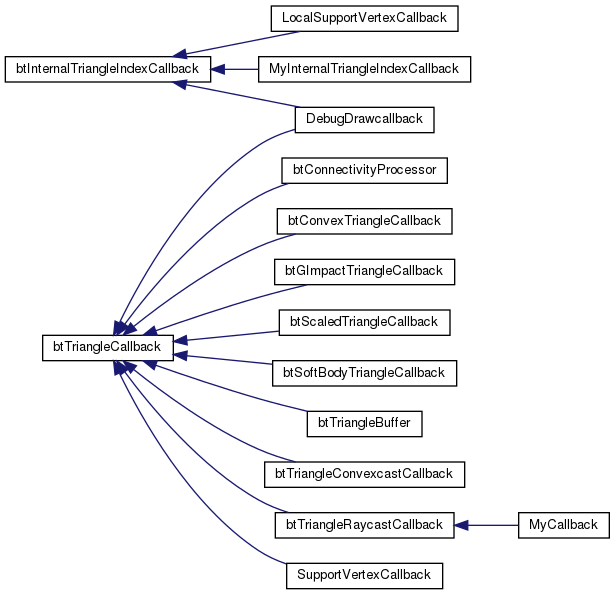 LocalSupportVertexCallback
btInternalTriangleIndexCallback
MyInternalTriangleIndexCallback
DebugDrawcallback
btConnectivityProcessor
btConvexTriangleCallback
btGImpactTriangleCallback
btScaledTriangleCallback
btTriangleCallback
btSoftBodyTriangleCallback
btTriangleBuffer
btTriangleConvexcastCallback
btTriangleRaycastCallback
MyCallback
SupportVertexCallback